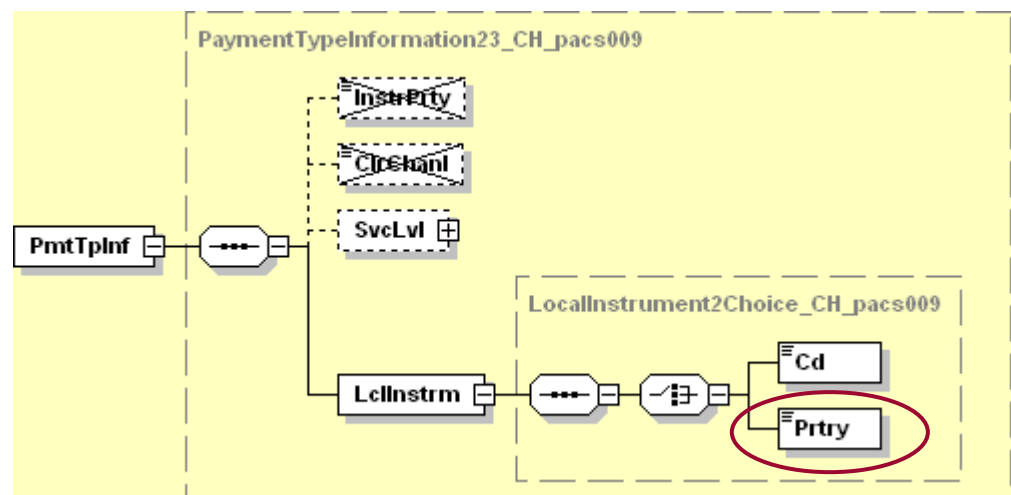 PaymentTypeInformation23_CH_pacs009
InstrPrty
ClrChanl
SvcLvl
PmtTpInf
LocalInstrument2Choice_CH_pacs009
Cd
LclInstrm
Prtry